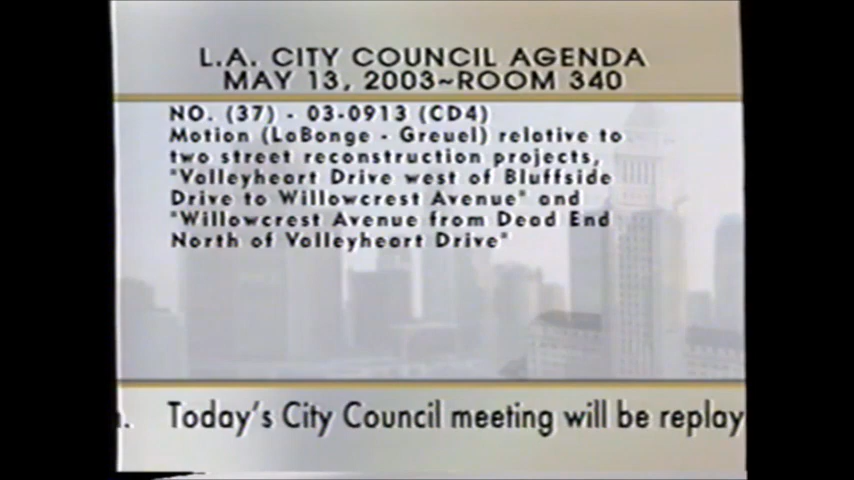 L.A. CITY COUNCIL AGENDA
MAY 13, 2003~ROOM 340
NO. (37) - 03-0913 (CD4)
Motion (LaBonge - Greuel) relative to
two street reconstruction projects,
"Valleyheart Drive west of Bluffside
Drive to Willowcrest Avenue" and
"Willowcrest Avenue from Dead End
North of Valleyheart Drive"
Today's City Council meeting will be replay